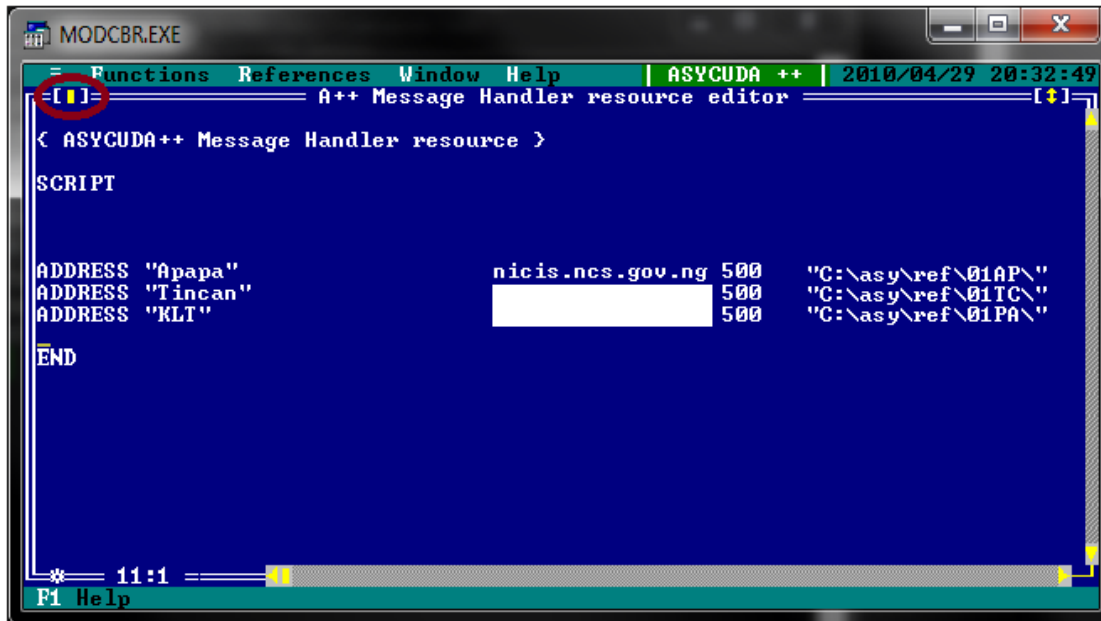 MODCBR.EXE
≡ Functions References Window Help | ASYCUDA ++ | 2010/04/29 20:32:49
[▮] A++ Message Handler resource editor [↕]
{ ASYCUDA++ Message Handler resource }
SCRIPT
ADDRESS "Apapa" nicis.ncs.gov.ng 500 "C:\asy\ref\01AP\"
ADDRESS "Tincan" 500 "C:\asy\ref\01TC\"
ADDRESS "KLT" 500 "C:\asy\ref\01PA\"
END
11:1
F1 Help